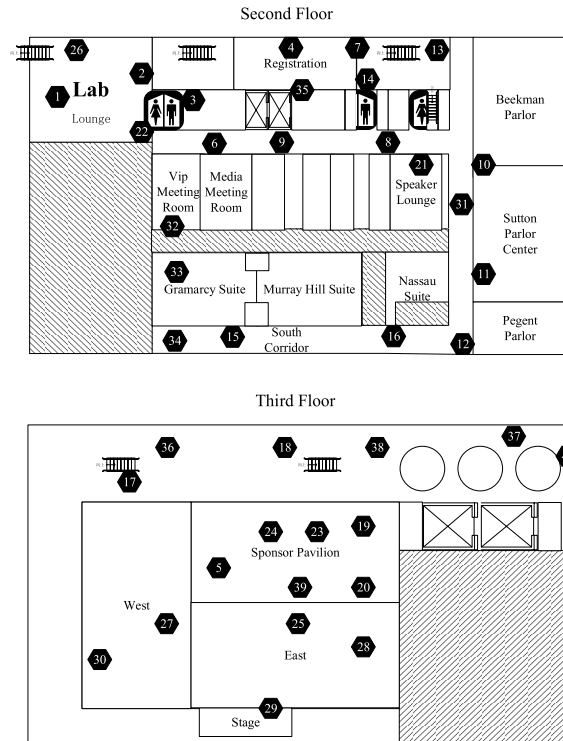 Second Floor
26
4
7
13
Registration
2
14
1
Lab
3
35
Lounge
Beekman
Parlor
22
6
9
8
21
10
Vip
Meeting
Room
Media
Meeting
Room
Speaker
Lounge
31
32
Sutton
Parlor
Center
33
11
Gramarcy Suite
Murray Hill Suite
Nassau
Suite
Pegent
Parlor
34
15
South
Corridor
16
12
Third Floor
36
18
38
37
17
24
23
19
Sponsor Pavilion
5
39
20
West
27
25
East
28
30
29
Stage